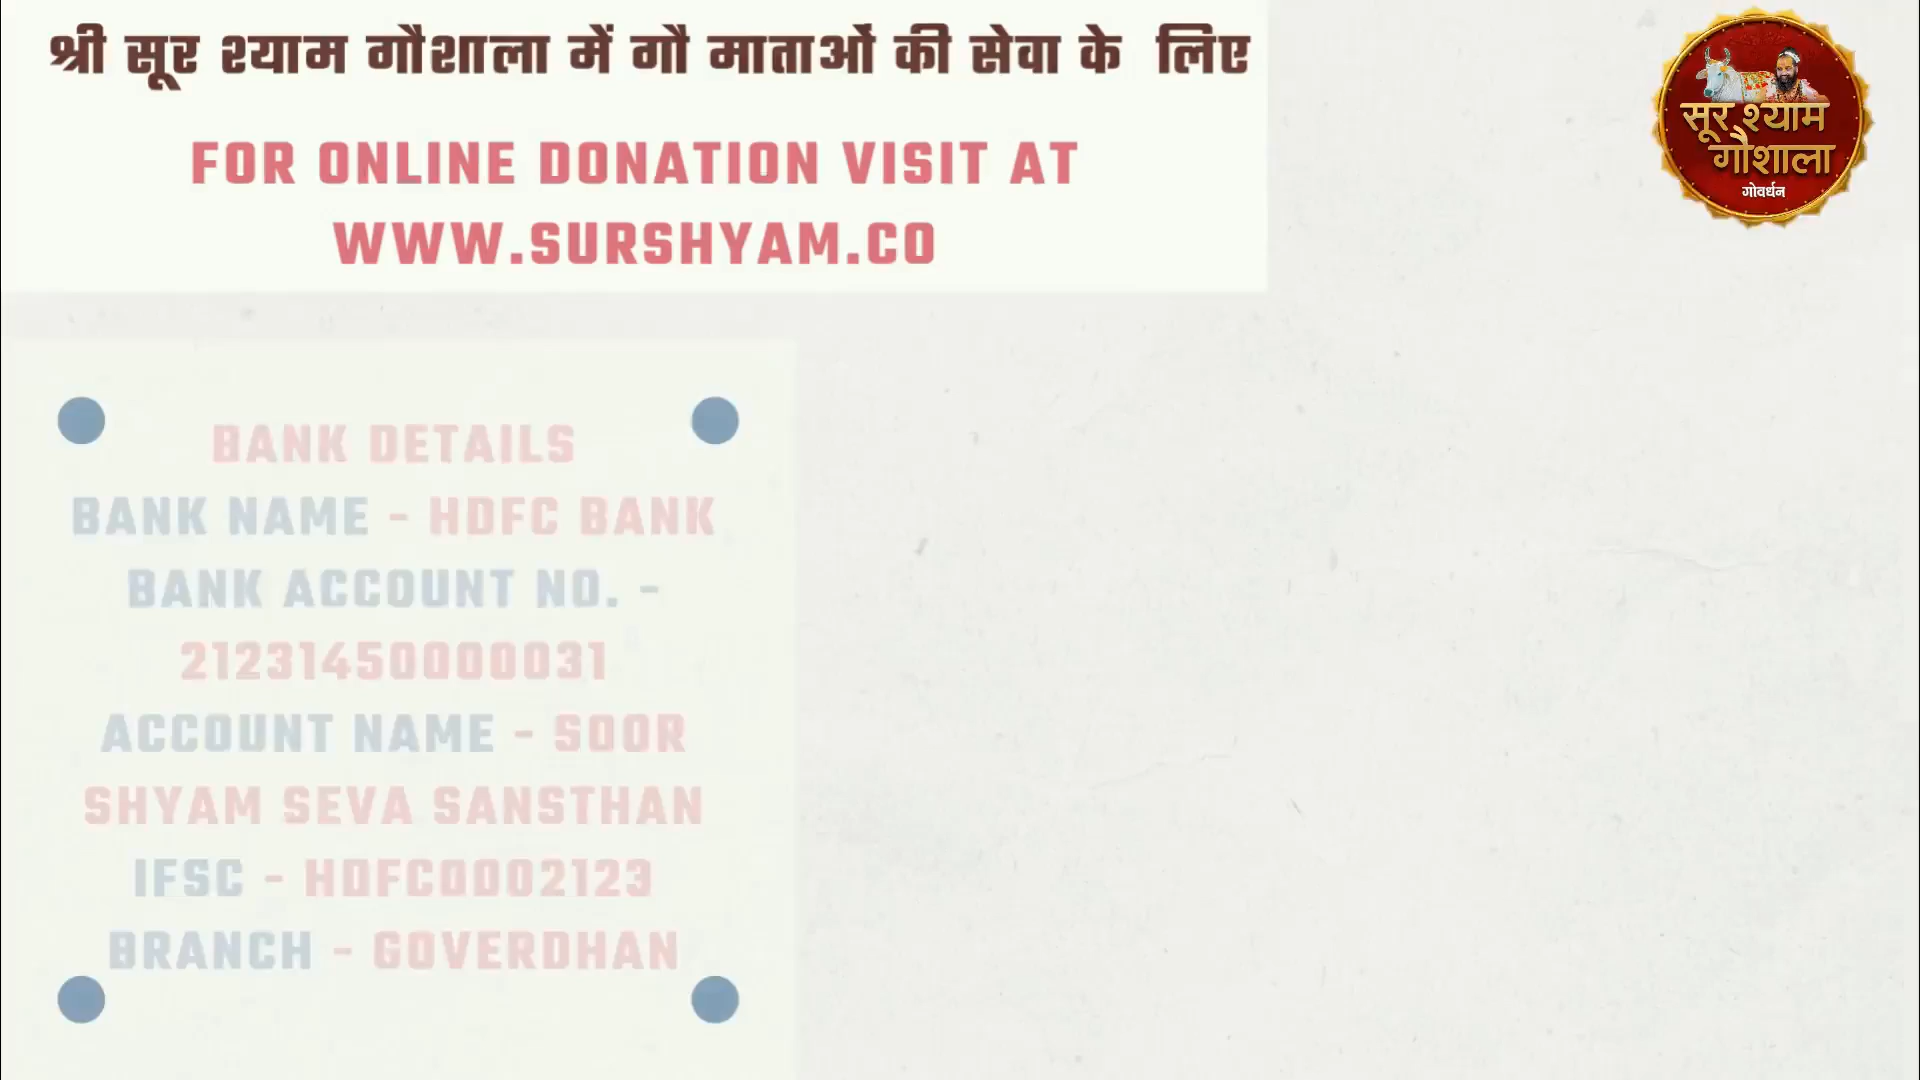 श्री सूर श्याम गौशाला में गौ माताओं की सेवा के लिए
FOR ONLINE DONATION VISIT AT
WWW.SURSHYAM.CO
सूर श्याम
गौशाला
गोवर्धन
BANK DETAILS
BANK NAME - HDFC BANK
BANK ACCOUNT NO. -
21231450000031
ACCOUNT NAME - SOOR
SHYAM SEVA SANSTHAN
IFSC - HDFC0002123
BRANCH - GOVERDHAN